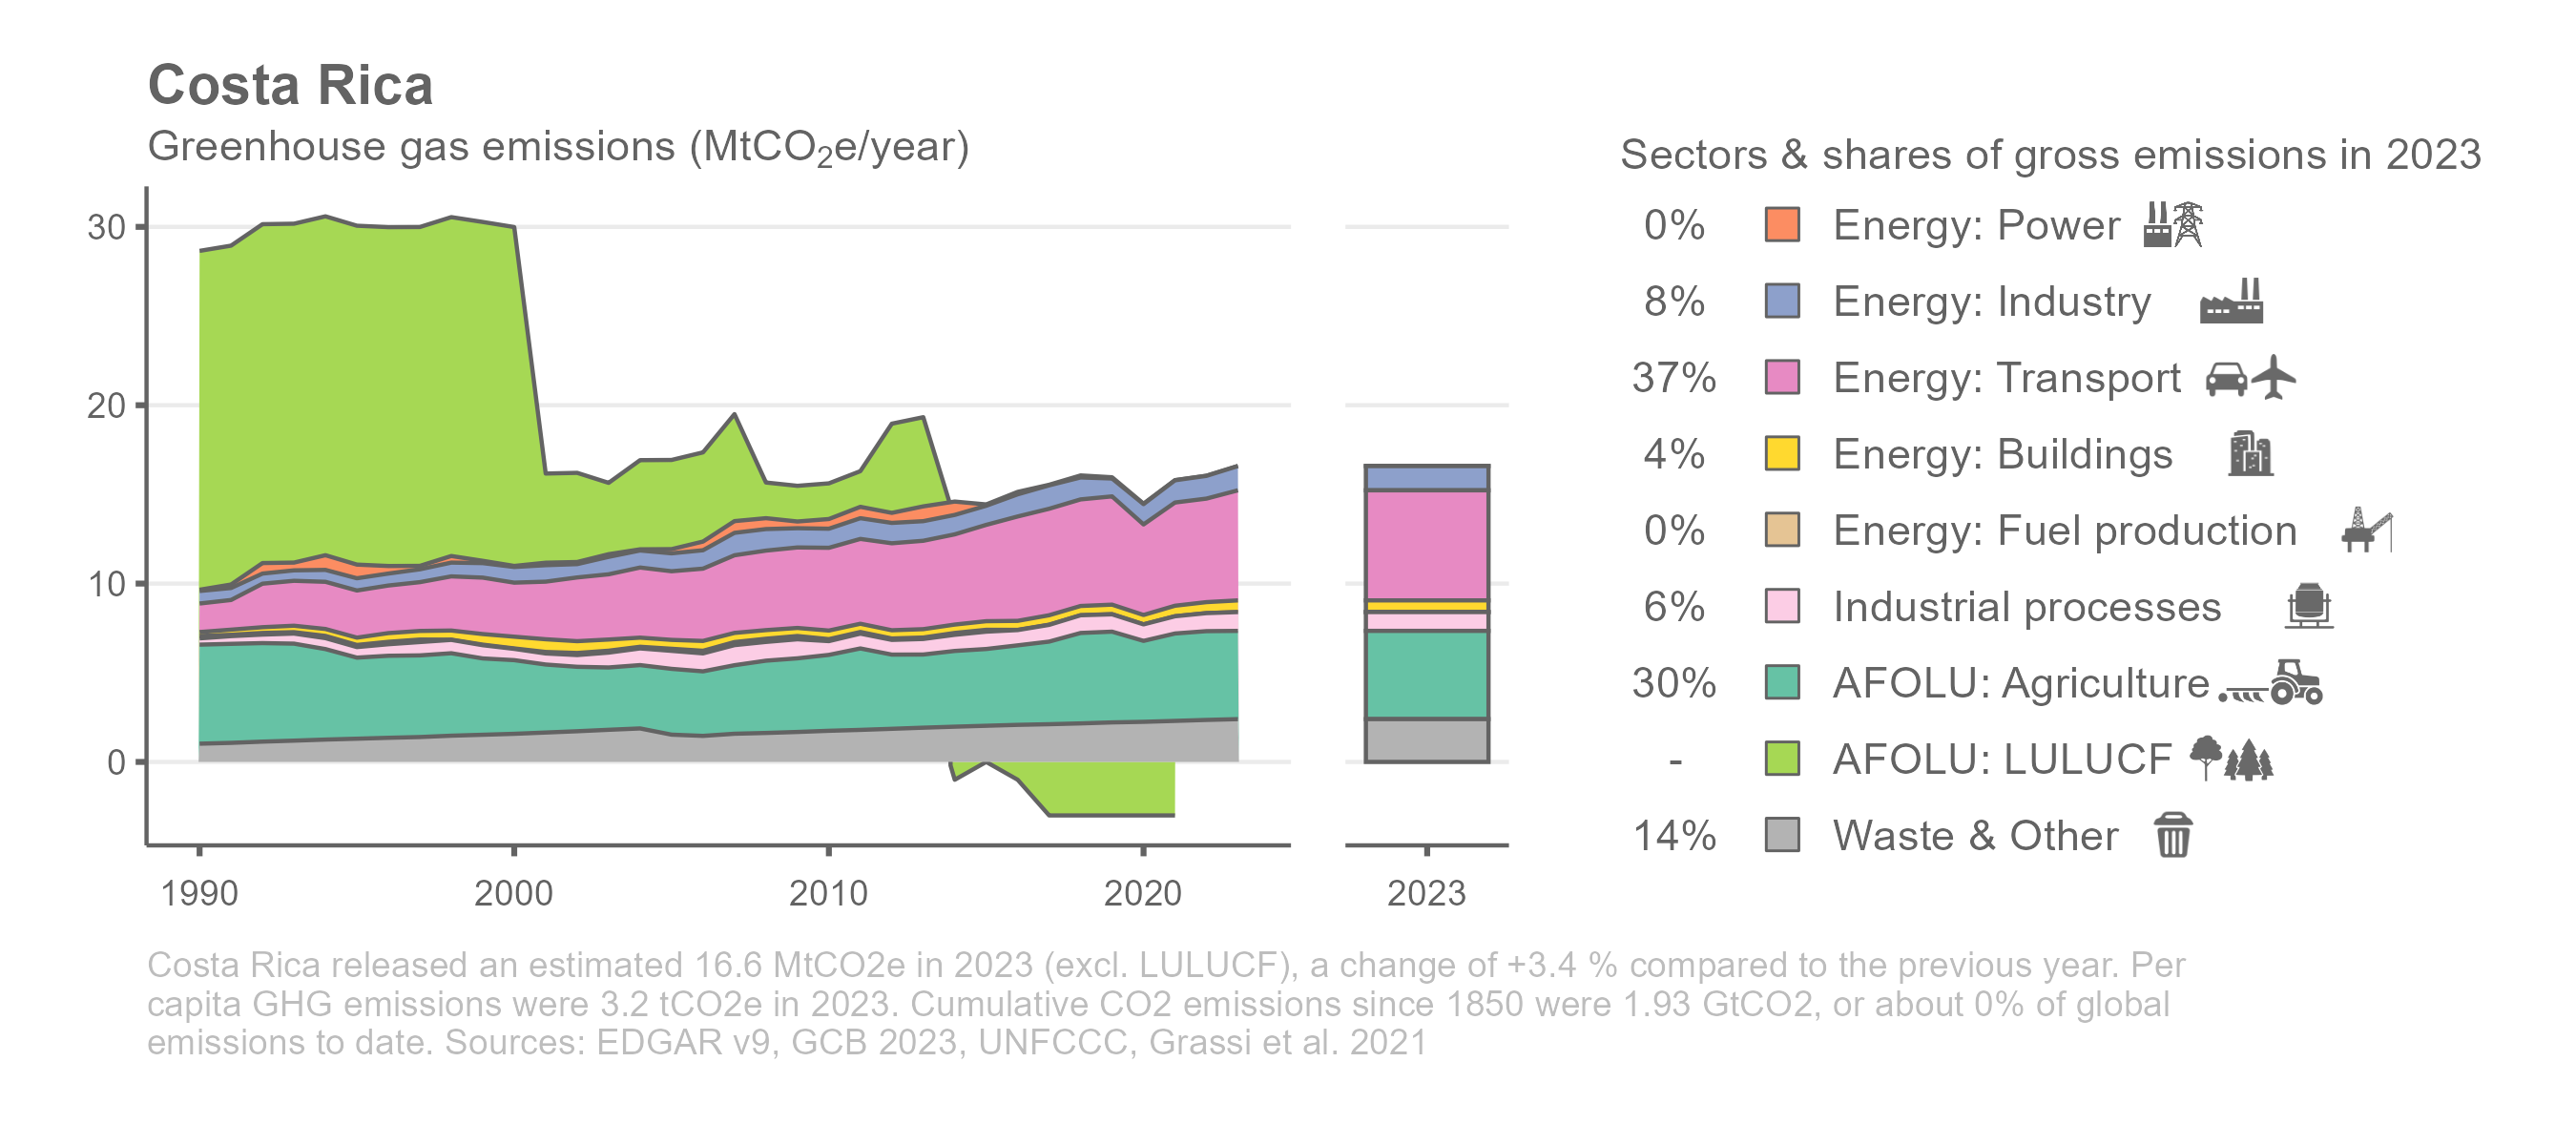 Costa Rica
Greenhouse gas emissions (MtCO₂e/year)
30
20
10
0
1990
2000
2010
2020
2023
Sectors & shares of gross emissions in 2023
0% Energy: Power
8% Energy: Industry
37% Energy: Transport
4% Energy: Buildings
0% Energy: Fuel production
6% Industrial processes
30% AFOLU: Agriculture
- AFOLU: LULUCF
14% Waste & Other
Costa Rica released an estimated 16.6 MtCO2e in 2023 (excl. LULUCF), a change of +3.4 % compared to the previous year. Per
capita GHG emissions were 3.2 tCO2e in 2023. Cumulative CO2 emissions since 1850 were 1.93 GtCO2, or about 0% of global
emissions to date. Sources: EDGAR v9, GCB 2023, UNFCCC, Grassi et al. 2021